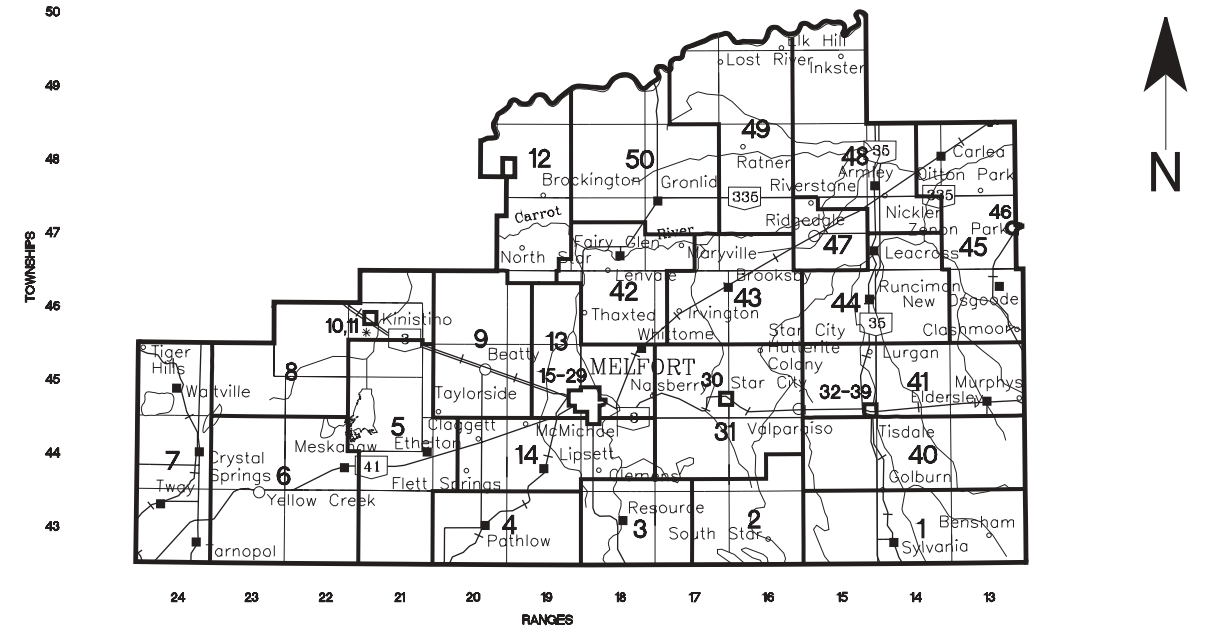 50
Elk Hill
Lost River
Inkster
49
49
12
50
48
35
Carlea
48
Ratner
Armley
Ditton Park
Brockington
Gronlid
335
Riverstone
335
Carrot
Ridgedale
Nickler
46
47
River
Zenon Park
TOWNSHIPS
Fairy Glen
47
45
North Star
Maryville
Leacross
Lenvale
Brooksby
46
42
43
44
Runciman
New Osgoode
10,11
*
Kinistino
Thaxted
Irvington
3
9
13
Whittome
Star City
Hutterite
Colony
35
Clashmoor
Tiger
Hills
Beatty
MELFORT
Lurgan
45
8
15-29
Naisberry
30
Star City
32-39
41
Murphys
Waitville
Taylorside
Eldersley
5
Claggett
McMichael
3
31
Valparaiso
Tisdale
Meskanaw
Ethelton
14
Lipsett
40
44
7
Crystal
Springs
6
41
Clemens
Golburn
Tway
Yellow Creek
Flett Springs
43
4
Resource
3
2
South Star
1
Bensham
Tarnopol
Pathlow
Sylvania
24 23 22 21 20 19 18 17 16 15 14 13
RANGES
N